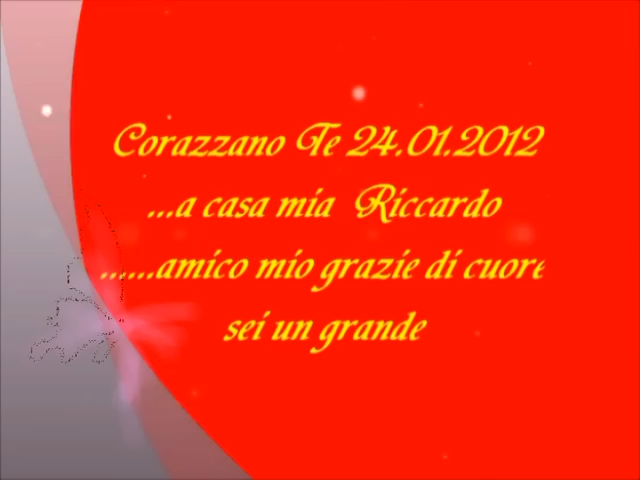 Corazzano Te 24.01.2012
...a casa mia Riccardo
......amico mio grazie di cuore
sei un grande